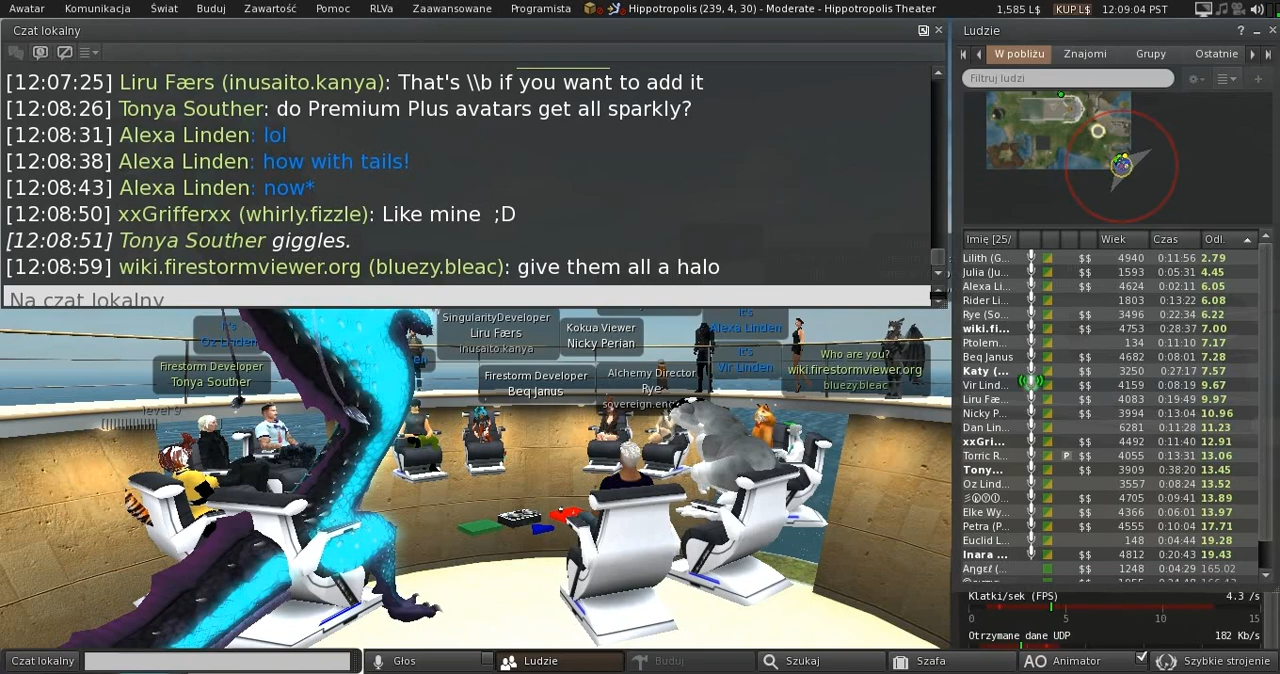 Awatar Komunikacja Świat Buduj Zawartość Pomoc RLVa Zaawansowane Programista Hippotropolis (239, 4, 30) - Moderate - Hippotropolis Theater 1,585 L$ KUP L$ 12:09:04 PST
Czat lokalny
[12:07:25] Liru Færs (inusaito.kanya): That's \\b if you want to add it
[12:08:26] Tonya Souther: do Premium Plus avatars get all sparkly?
[12:08:31] Alexa Linden: lol
[12:08:38] Alexa Linden: how with tails!
[12:08:43] Alexa Linden: now*
[12:08:50] xxGrifferxx (whirly.fizzle): Like mine  ;D
[12:08:51] Tonya Souther giggles.
[12:08:59] wiki.firestormviewer.org (bluezy.bleac): give them all a halo
Na czat lokalny
It's
Oz Linden
Firestorm Developer
Tonya Souther
level 9
SingularityDeveloper
Liru Færs
inusaito.kanya
Kokua Viewer
Nicky Perian
Firestorm Developer
Beq Janus
Alchemy Director
Rye
It's
Alexa Linden
It's
Vir Linden
Who are you?
wiki.firestormviewer.org
bluezy.bleac
Ludzie
W pobliżu Znajomi Grupy Ostatnie
Filtruj ludzi
Imię [25/ Wiek Czas Odl.
Lilith (G... $$ 4940 0:11:56 2.79
Julia (Ju... $$ 1593 0:05:31 4.45
Alexa Li... $$ 4624 0:02:11 6.05
Rider Li... 1803 0:13:22 6.08
Rye (So... $$ 3496 0:22:34 6.22
wiki.fi... $$ 4753 0:28:37 7.00
Ptolem... 134 0:11:10 7.17
Beq Janus $$ 4682 0:08:01 7.28
Katy (... $$ 3250 0:27:17 7.57
Vir Lind... $$ 4159 0:08:19 9.67
Liru Fæ... $$ 4083 0:19:49 9.97
Nicky P... $$ 3994 0:13:04 10.96
Dan Lin... 6281 0:11:28 11.23
xxGri... $$ 4492 0:11:40 12.91
Torric R... P $$ 4055 0:13:31 13.06
Tony... $$ 3909 0:38:20 13.45
Oz Lind... 3557 0:08:24 13.52
$$ 4705 0:09:41 13.89
Elke Wy... $$ 4366 0:06:01 13.97
Petra (P... $$ 4555 0:10:04 17.71
Euclid L... 148 0:04:44 19.28
Inara ... $$ 4812 0:20:43 19.43
$$ 1248 0:04:29 165.02
Klatki/sek (FPS) 4.3 /s
0 5 10 15
Otrzymane dane UDP 182 Kb/s
Czat lokalny Głos Ludzie Buduj Szukaj Szafa AO Animator Szybkie strojenie